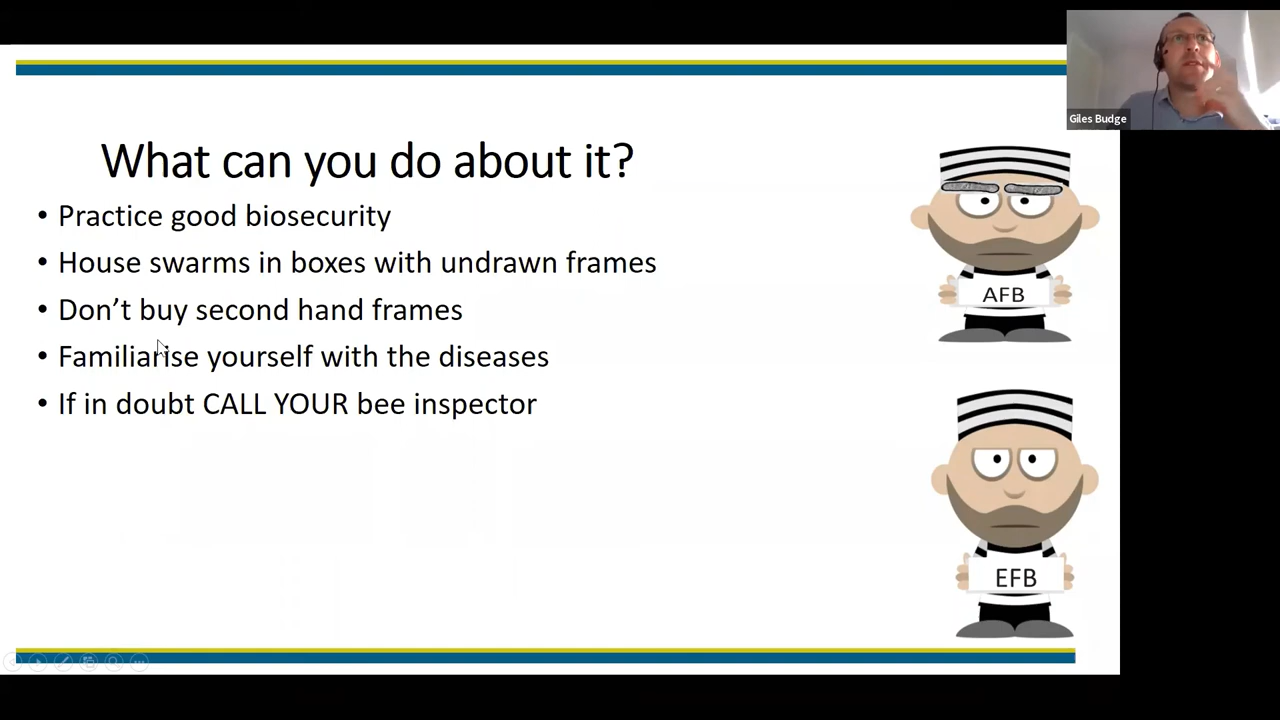 Giles Budge
What can you do about it?
• Practice good biosecurity
• House swarms in boxes with undrawn frames
• Don’t buy second hand frames
• Familiarise yourself with the diseases
• If in doubt CALL YOUR bee inspector
AFB
EFB